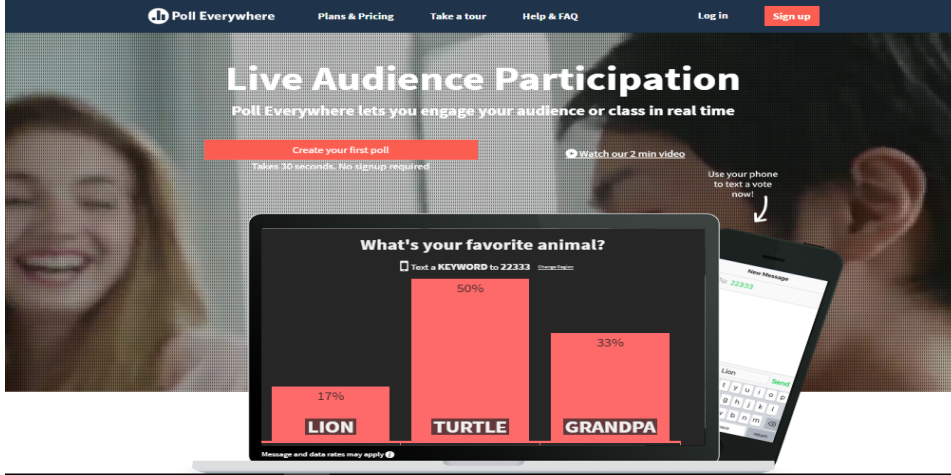 Poll Everywhere Plans & Pricing Take a tour Help & FAQ Log in Sign up
Live Audience Participation
Poll Everywhere lets you engage your audience or class in real time
Create your first poll
Takes 30 seconds. No signup required
Watch our 2 min video
Use your phone
to text a vote
now!
What's your favorite animal?
Text a KEYWORD to 22333 Change Region
50%
33%
17%
LION TURTLE GRANDPA
Message and data rates may apply
New Message
To: 22333
Lion Send
t y u i o p
g h j k l
v b n m
return